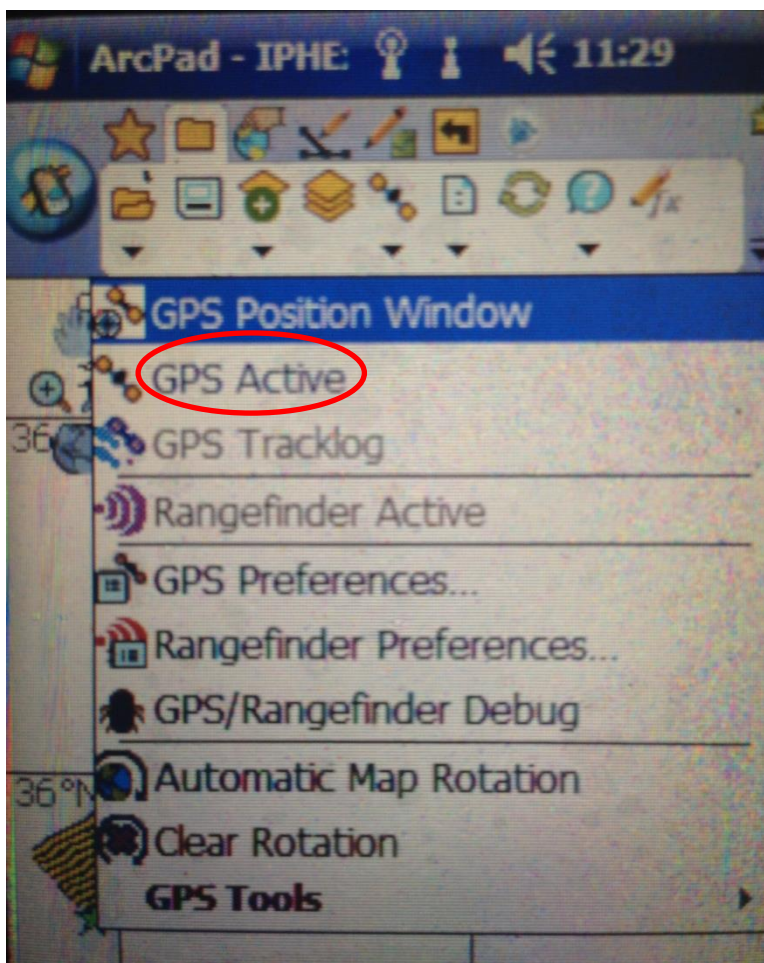 ArcPad - IPHE: 11:29
GPS Position Window
GPS Active
GPS Tracklog
Rangefinder Active
GPS Preferences...
Rangefinder Preferences...
GPS/Rangefinder Debug
36°N
Automatic Map Rotation
Clear Rotation
GPS Tools